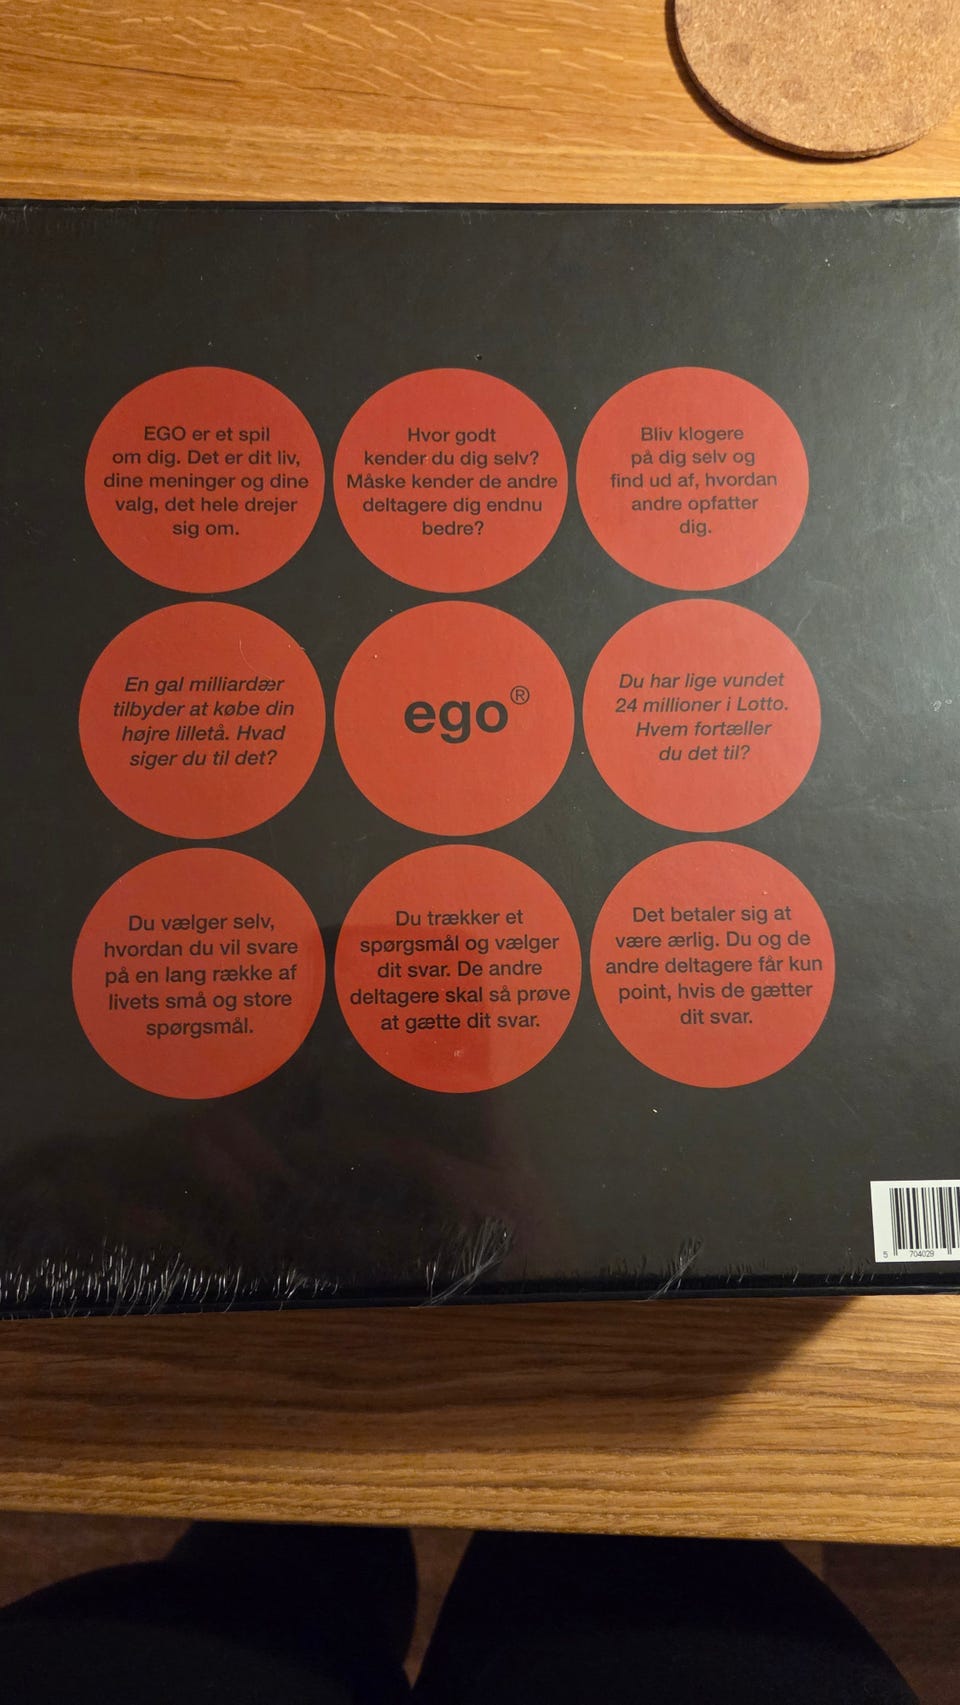 EGO er et spil
om dig. Det er dit liv,
dine meninger og dine
valg, det hele drejer
sig om.
Hvor godt
kender du dig selv?
Måske kender de andre
deltagere dig endnu
bedre?
Bliv klogere
på dig selv og
find ud af, hvordan
andre opfatter
dig.
En gal milliardær
tilbyder at købe din
højre lilletå. Hvad
siger du til det?
ego®
Du har lige vundet
24 millioner i Lotto.
Hvem fortæller
du det til?
Du vælger selv,
hvordan du vil svare
på en lang række af
livets små og store
spørgsmål.
Du trækker et
spørgsmål og vælger
dit svar. De andre
deltagere skal så prøve
at gætte dit svar.
Det betaler sig at
være ærlig. Du og de
andre deltagere får kun
point, hvis de gætter
dit svar.
5 704029